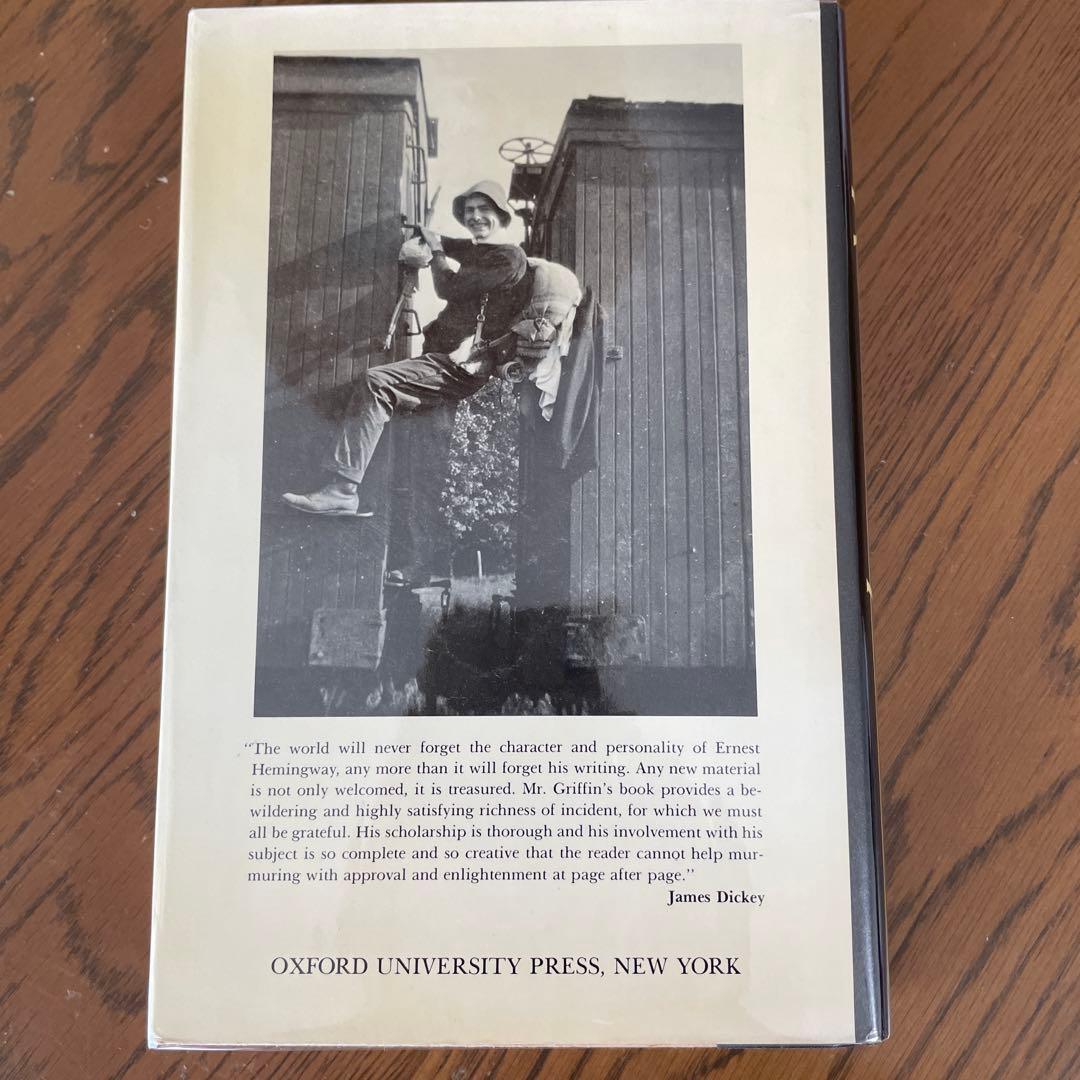 “The world will never forget the character and personality of Ernest
Hemingway, any more than it will forget his writing. Any new material
is not only welcomed, it is treasured. Mr. Griffin’s book provides a be-
wildering and highly satisfying richness of incident, for which we must
all be grateful. His scholarship is thorough and his involvement with his
subject is so complete and so creative that the reader cannot help mur-
muring with approval and enlightenment at page after page.”
James Dickey
OXFORD UNIVERSITY PRESS, NEW YORK